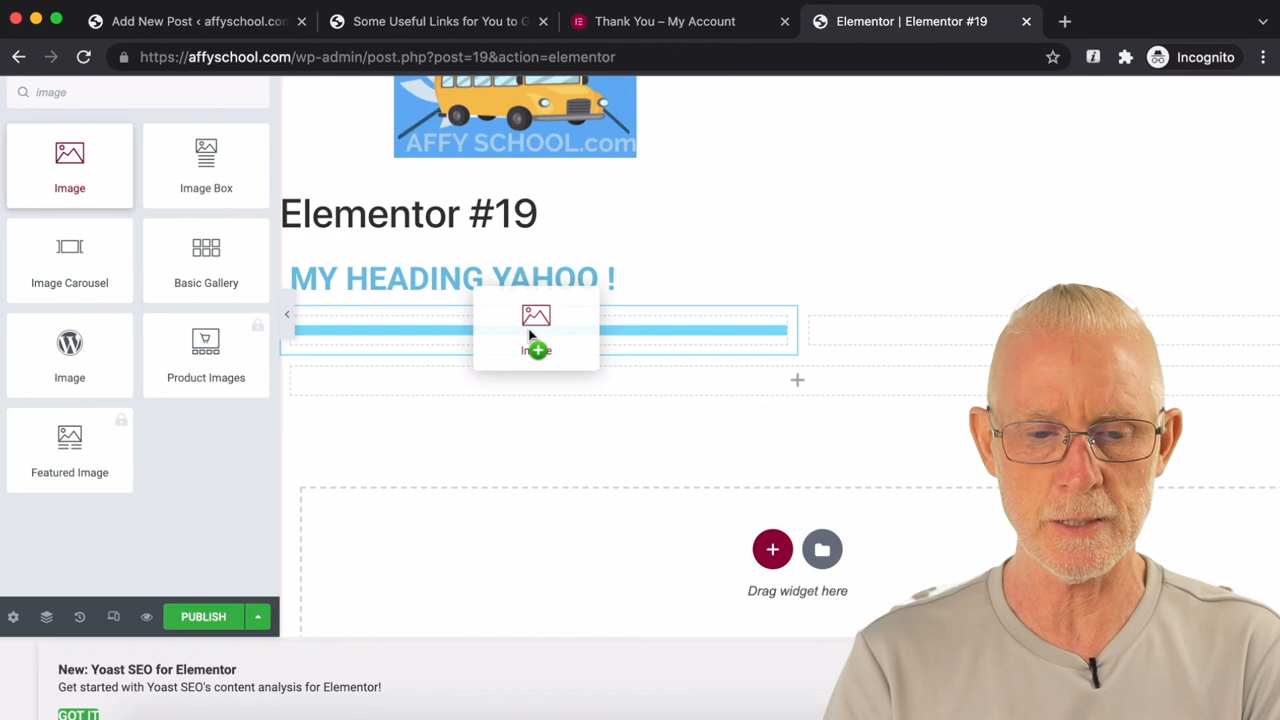 Add New Post ‹ affyschool.com
Some Useful Links for You to G
Thank You – My Account
Elementor | Elementor #19
https://affyschool.com/wp-admin/post.php?post=19&action=elementor
Incognito
image
Image
Image Box
Image Carousel
Basic Gallery
Image
Product Images
Featured Image
PUBLISH
AFFY SCHOOL.com
Elementor #19
MY HEADING YAHOO !
Drag widget here
New: Yoast SEO for Elementor
Get started with Yoast SEO's content analysis for Elementor!
GOT IT